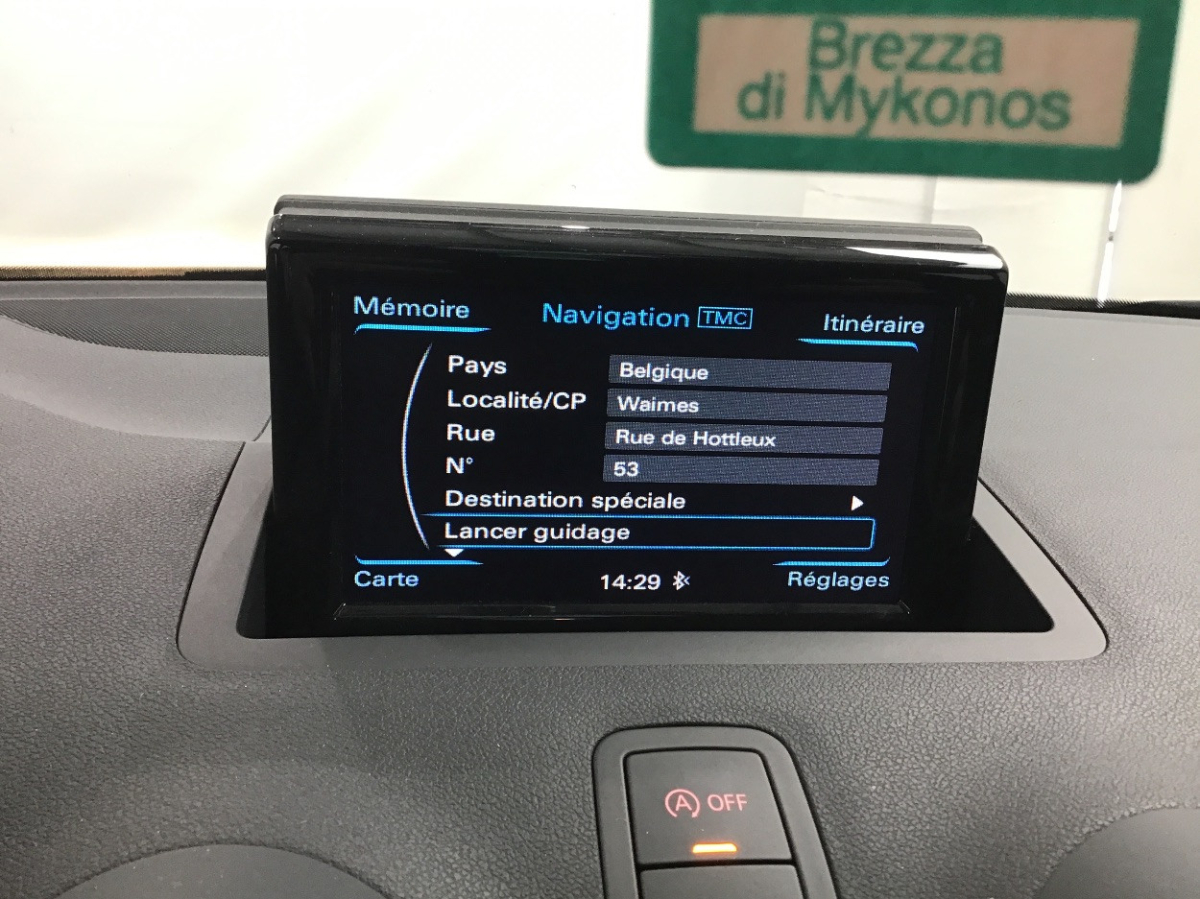 Brezza
di Mykonos
Mémoire Navigation TMC Itinéraire
Pays Belgique
Localité/CP Waimes
Rue Rue de Hottleux
N° 53
Destination spéciale
Lancer guidage
Carte 14:29 Réglages
A OFF